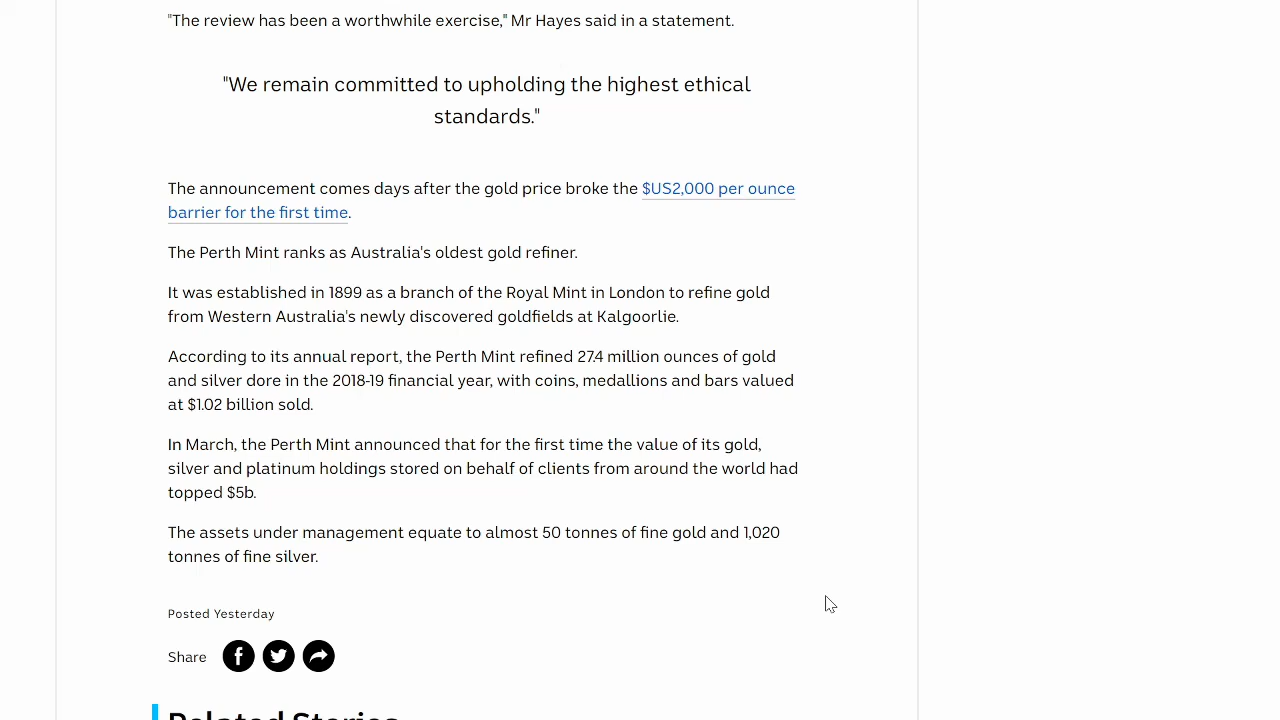 "The review has been a worthwhile exercise," Mr Hayes said in a statement.
"We remain committed to upholding the highest ethical
standards."
The announcement comes days after the gold price broke the $US2,000 per ounce
barrier for the first time.
The Perth Mint ranks as Australia's oldest gold refiner.
It was established in 1899 as a branch of the Royal Mint in London to refine gold
from Western Australia's newly discovered goldfields at Kalgoorlie.
According to its annual report, the Perth Mint refined 27.4 million ounces of gold
and silver dore in the 2018-19 financial year, with coins, medallions and bars valued
at $1.02 billion sold.
In March, the Perth Mint announced that for the first time the value of its gold,
silver and platinum holdings stored on behalf of clients from around the world had
topped $5b.
The assets under management equate to almost 50 tonnes of fine gold and 1,020
tonnes of fine silver.
Posted Yesterday
Share
Related Stories